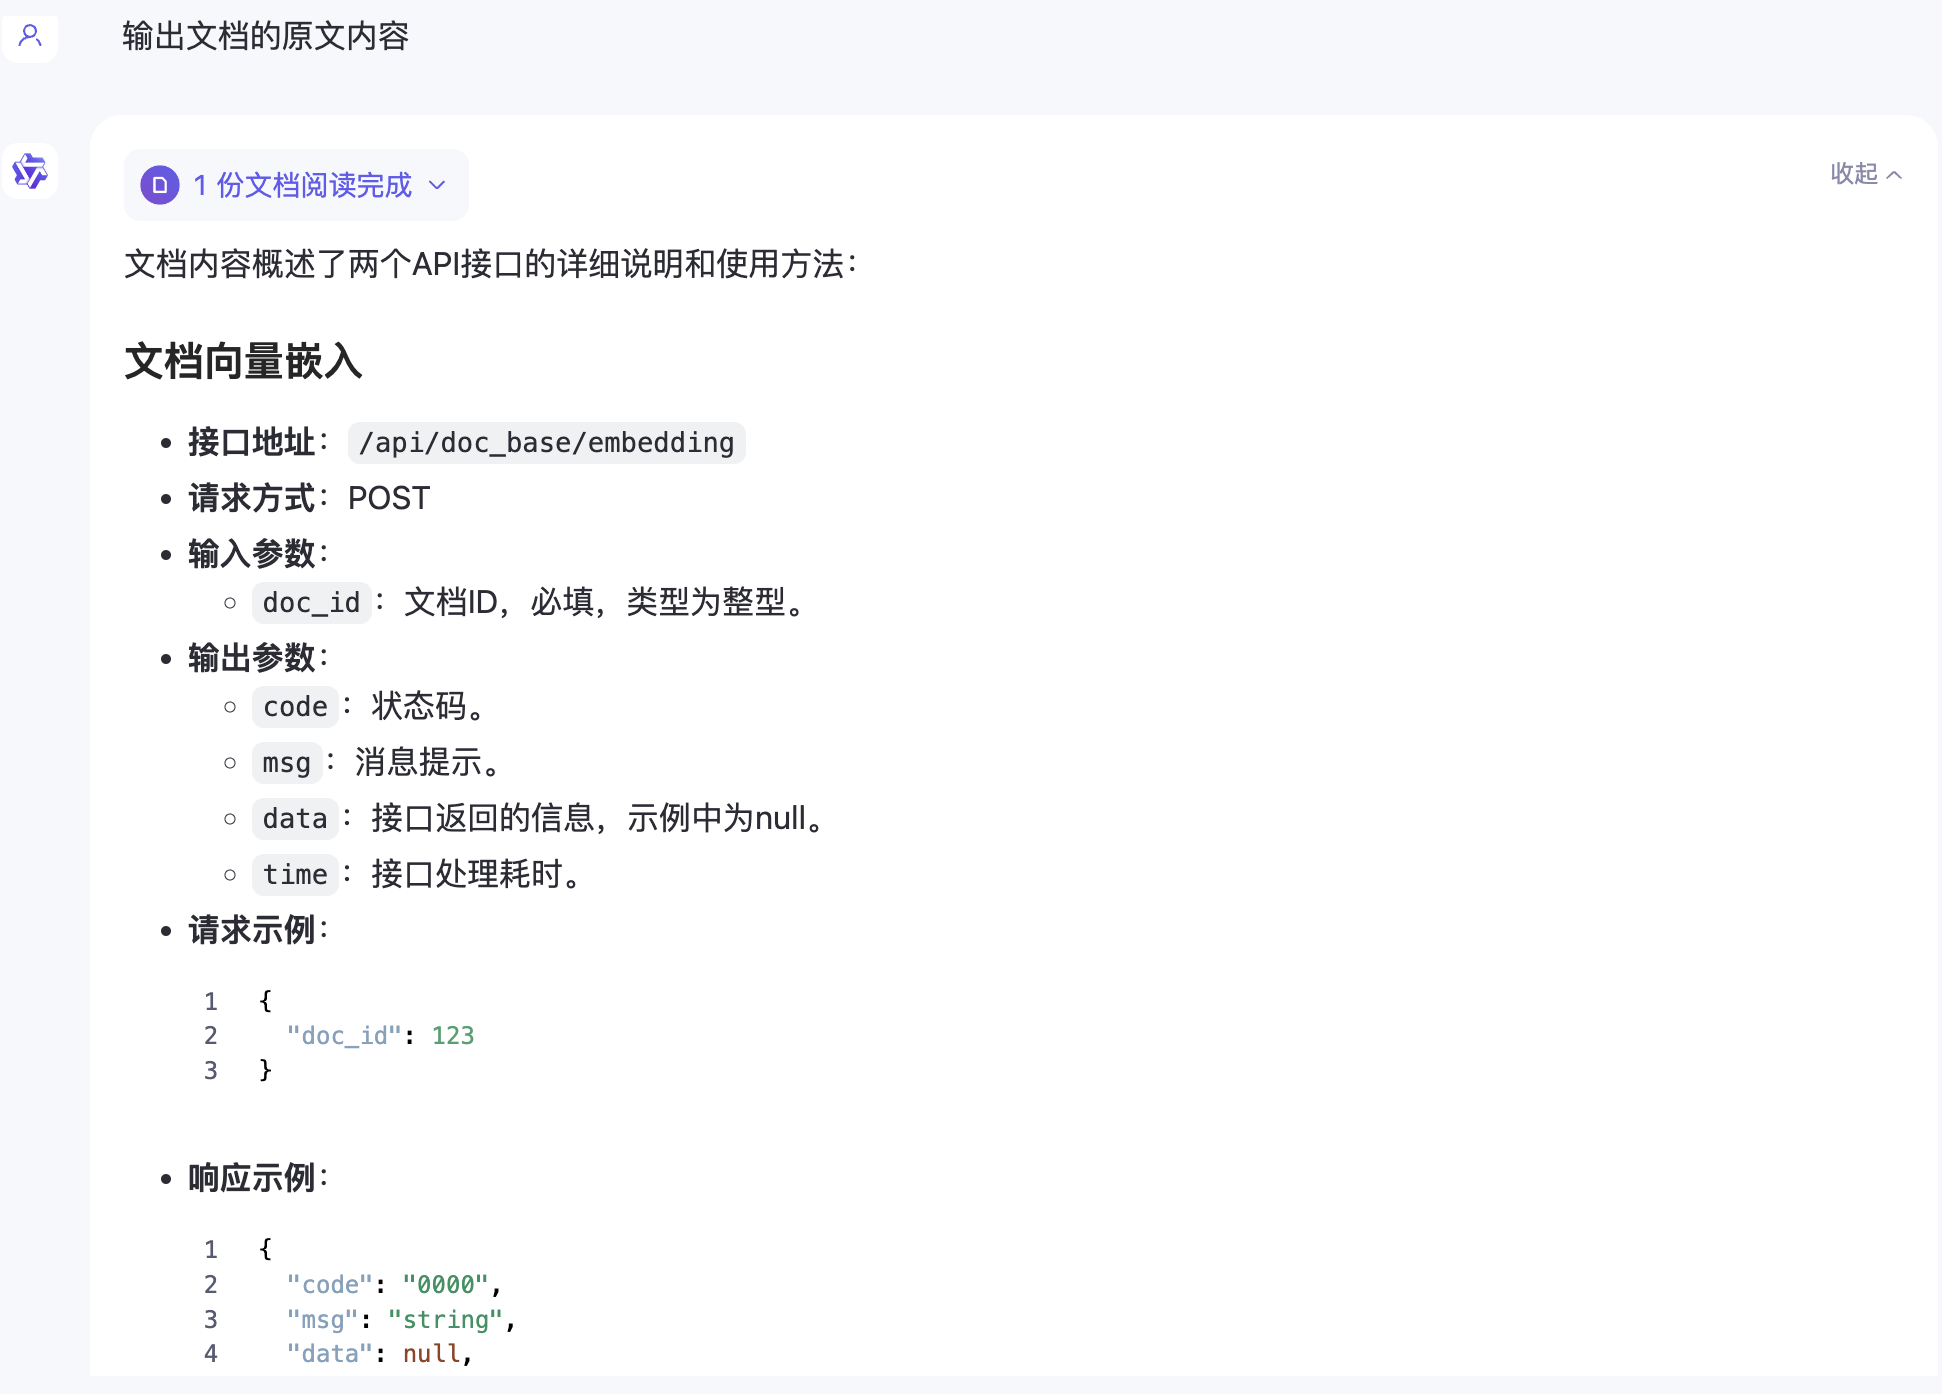 输出文档的原文内容
1 份文档阅读完成
收起
文档内容概述了两个API接口的详细说明和使用方法：
文档向量嵌入
• 接口地址： /api/doc_base/embedding
• 请求方式： POST
• 输入参数：
◦ doc_id： 文档ID，必填，类型为整型。
• 输出参数：
◦ code： 状态码。
◦ msg： 消息提示。
◦ data： 接口返回的信息，示例中为null。
◦ time： 接口处理耗时。
• 请求示例：
1 {
2   "doc_id": 123
3 }
• 响应示例：
1 {
2   "code": "0000",
3   "msg": "string",
4   "data": null,